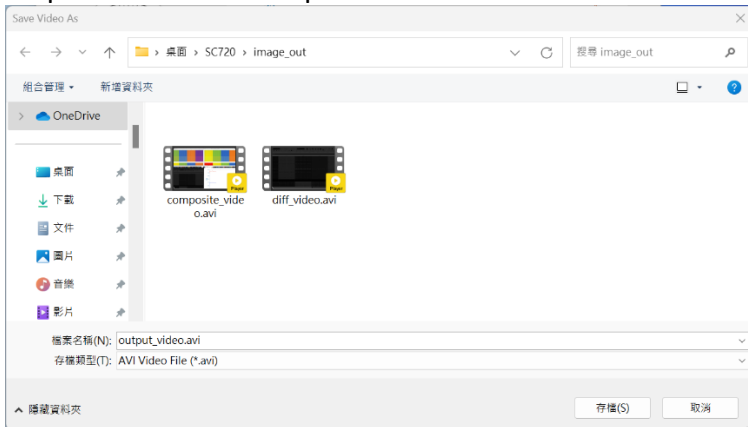 Save Video As
桌面 › SC720 › image_out
搜尋 image_out
組合管理
新增資料夾
OneDrive
桌面
下載
文件
圖片
音樂
影片
composite_vide
o.avi
diff_video.avi
檔案名稱(N): output_video.avi
存檔類型(T): AVI Video File (*.avi)
隱藏資料夾
存檔(S)
取消